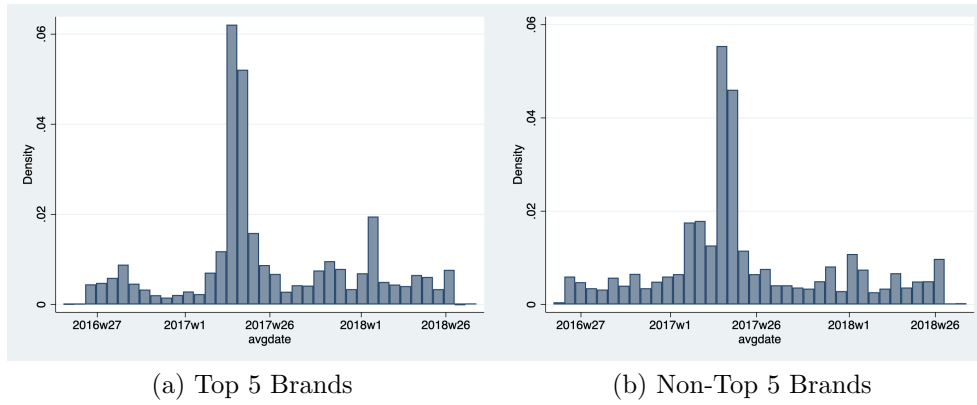 .06
.04
.02
0
Density
2016w27 2017w1 2017w26 2018w1 2018w26
avgdate
(a) Top 5 Brands
.06
.04
.02
0
Density
2016w27 2017w1 2017w26 2018w1 2018w26
avgdate
(b) Non-Top 5 Brands